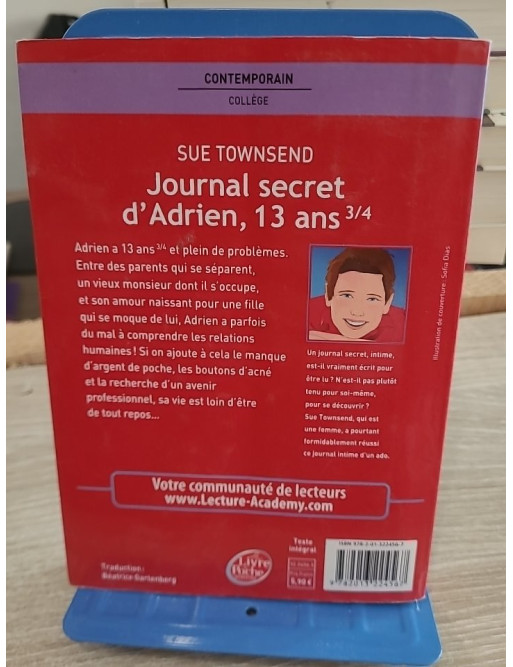 CONTEMPORAIN
COLLÈGE
SUE TOWNSEND
Journal secret
d'Adrien, 13 ans 3/4
Adrien a 13 ans 3/4 et plein de problèmes.
Entre des parents qui se séparent,
un vieux monsieur dont il s'occupe,
et son amour naissant pour une fille
qui se moque de lui, Adrien a parfois
du mal à comprendre les relations
humaines ! Si on ajoute à cela le manque
d'argent de poche, les boutons d'acné
et la recherche d'un avenir
professionnel, sa vie est loin d'être
de tout repos...
Illustration de couverture : Sofia Dias
Un journal secret, intime,
est-il vraiment écrit pour
être lu ? N'est-il pas plutôt
tenu pour soi-même,
pour se découvrir ?
Sue Townsend, qui est
une femme, a pourtant
formidablement réussi
ce journal intime d'un ado.
Votre communauté de lecteurs
www.Lecture-Academy.com
Traduction :
Béatrice Gartenberg
Le Livre
de Poche
Texte
intégral
5,90 €